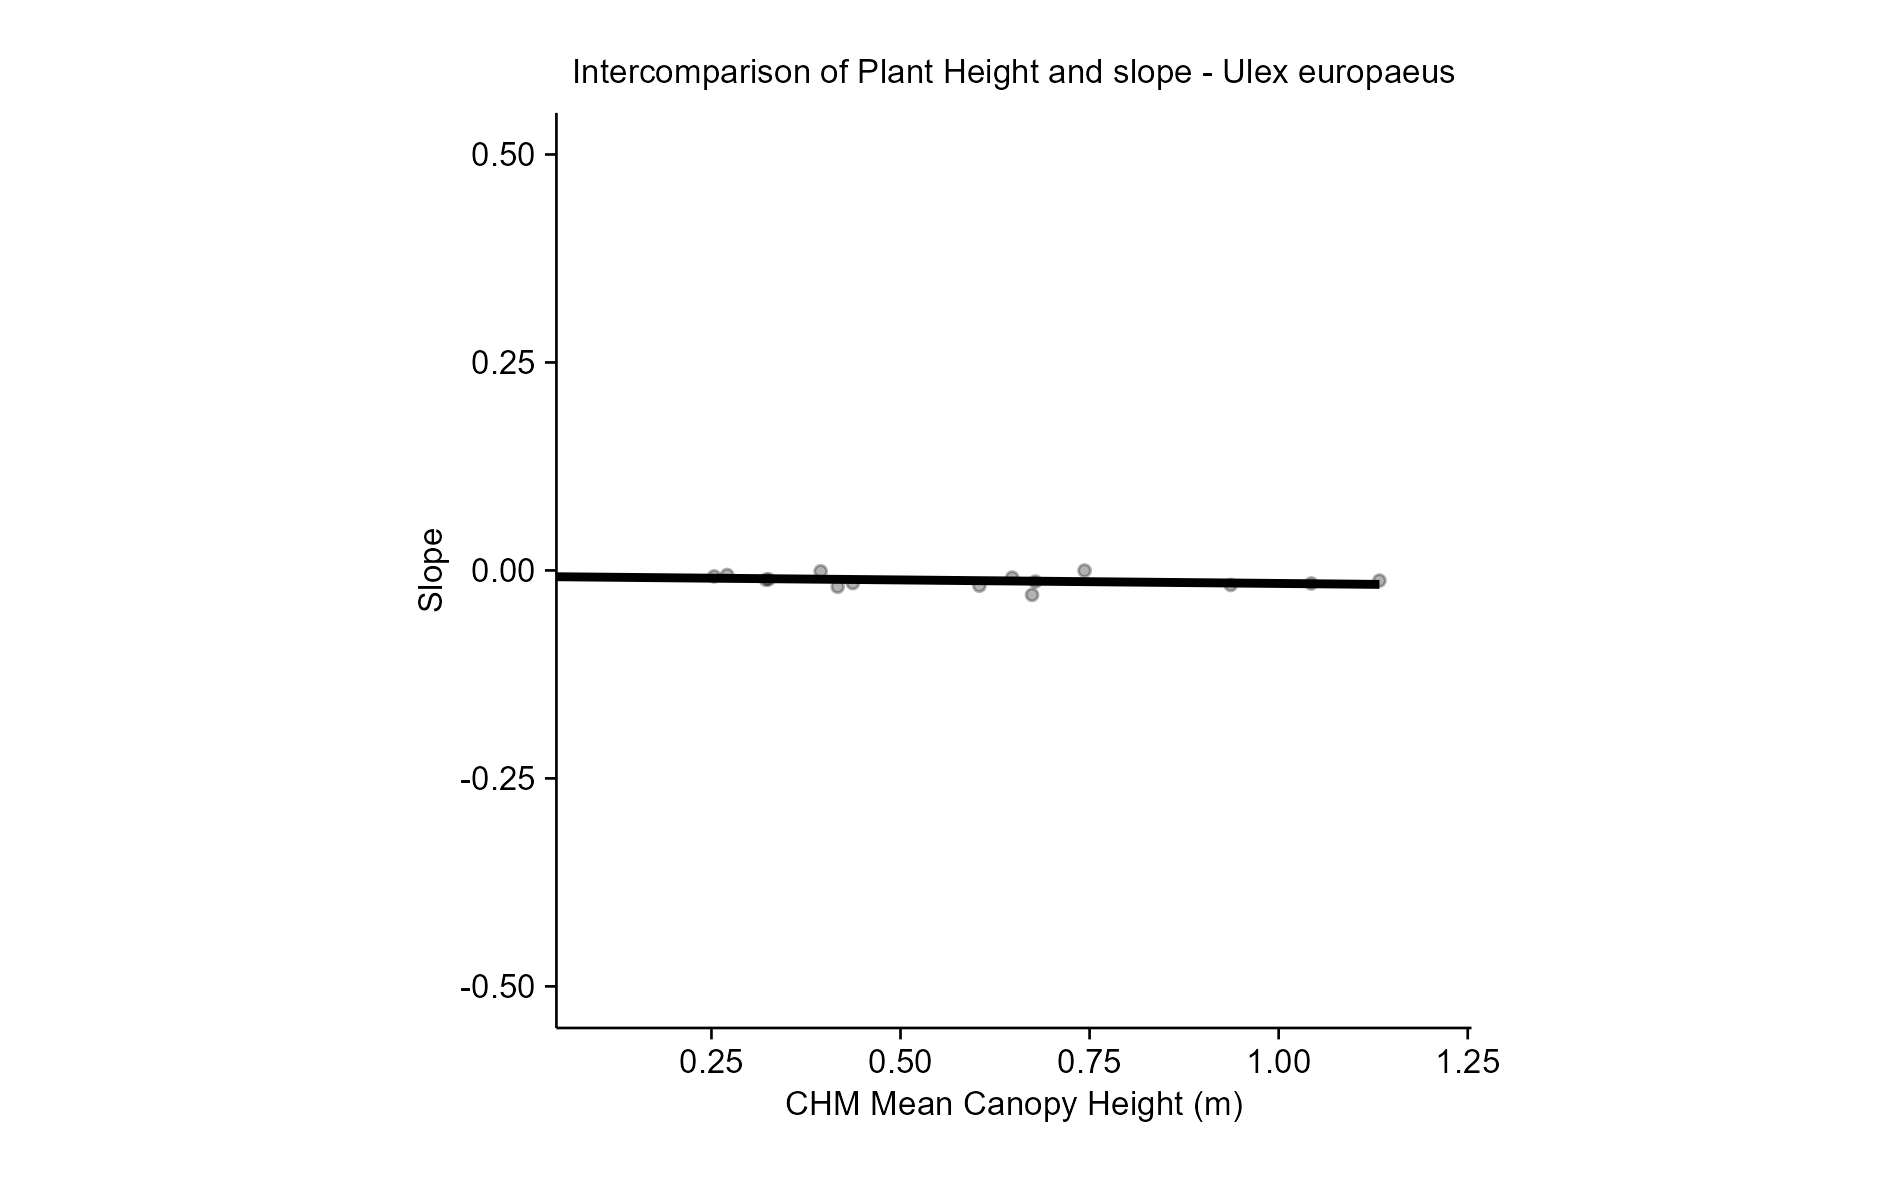 Intercomparison of Plant Height and slope - Ulex europaeus
0.50
0.25
0.00
-0.25
-0.50
Slope
0.25 0.50 0.75 1.00 1.25
CHM Mean Canopy Height (m)